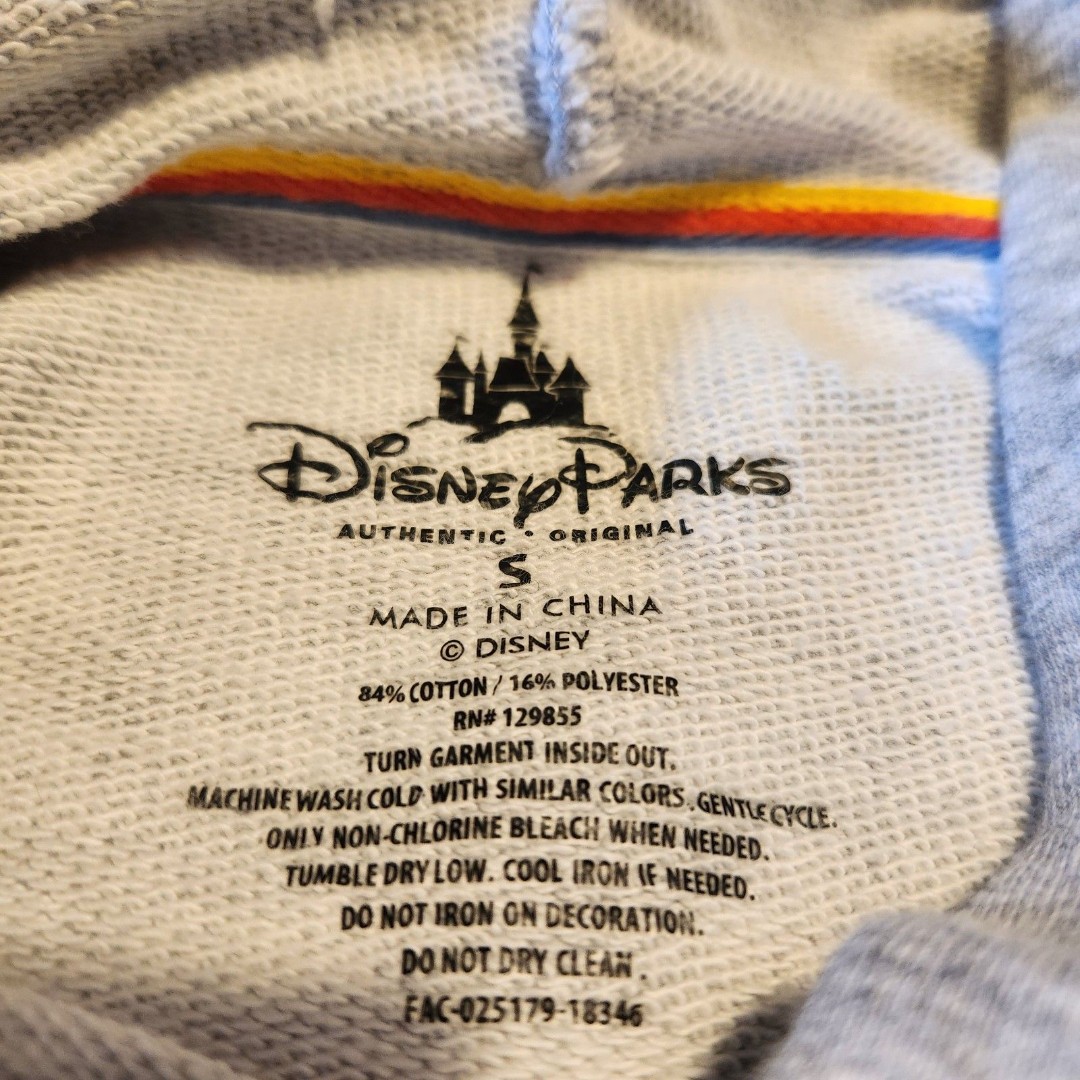 DISNEY PARKS
AUTHENTIC • ORIGINAL
S
MADE IN CHINA
© DISNEY
84% COTTON / 16% POLYESTER
RN# 129855
TURN GARMENT INSIDE OUT.
MACHINE WASH COLD WITH SIMILAR COLORS. GENTLE CYCLE.
ONLY NON-CHLORINE BLEACH WHEN NEEDED.
TUMBLE DRY LOW. COOL IRON IF NEEDED.
DO NOT IRON ON DECORATION.
DO NOT DRY CLEAN.
FAC-025179-18346